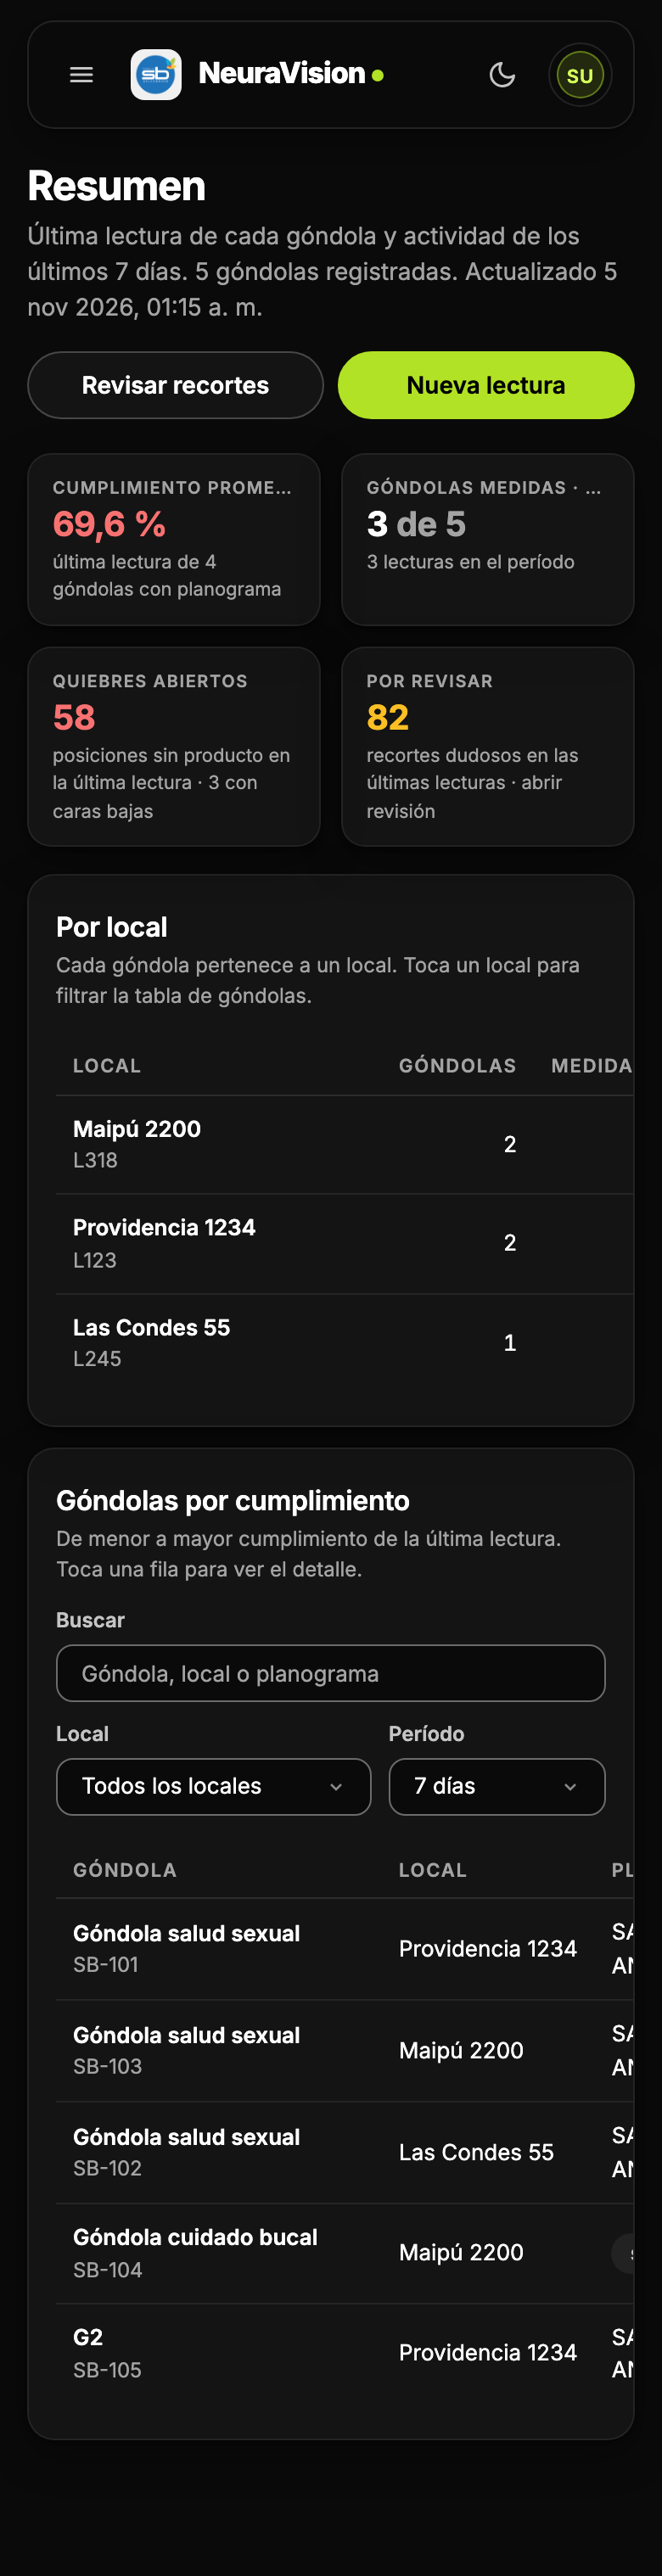 sb
NeuraVision
SU
Resumen
Última lectura de cada góndola y actividad de los
últimos 7 días. 5 góndolas registradas. Actualizado 5
nov 2026, 01:15 a. m.
Revisar recortes
Nueva lectura
CUMPLIMIENTO PROME...
69,6 %
última lectura de 4
góndolas con planograma
GÓNDOLAS MEDIDAS · ...
3 de 5
3 lecturas en el período
QUIEBRES ABIERTOS
58
posiciones sin producto en
la última lectura · 3 con
caras bajas
POR REVISAR
82
recortes dudosos en las
últimas lecturas · abrir
revisión
Por local
Cada góndola pertenece a un local. Toca un local para
filtrar la tabla de góndolas.
LOCAL GÓNDOLAS MEDIDA
Maipú 2200
L318
2
Providencia 1234
L123
2
Las Condes 55
L245
1
Góndolas por cumplimiento
De menor a mayor cumplimiento de la última lectura.
Toca una fila para ver el detalle.
Buscar
Góndola, local o planograma
Local
Período
Todos los locales
7 días
GÓNDOLA LOCAL PL
Góndola salud sexual
SB-101
Providencia 1234
SA
AN
Góndola salud sexual
SB-103
Maipú 2200
SA
AN
Góndola salud sexual
SB-102
Las Condes 55
SA
AN
Góndola cuidado bucal
SB-104
Maipú 2200
G2
SB-105
Providencia 1234
SA
AN